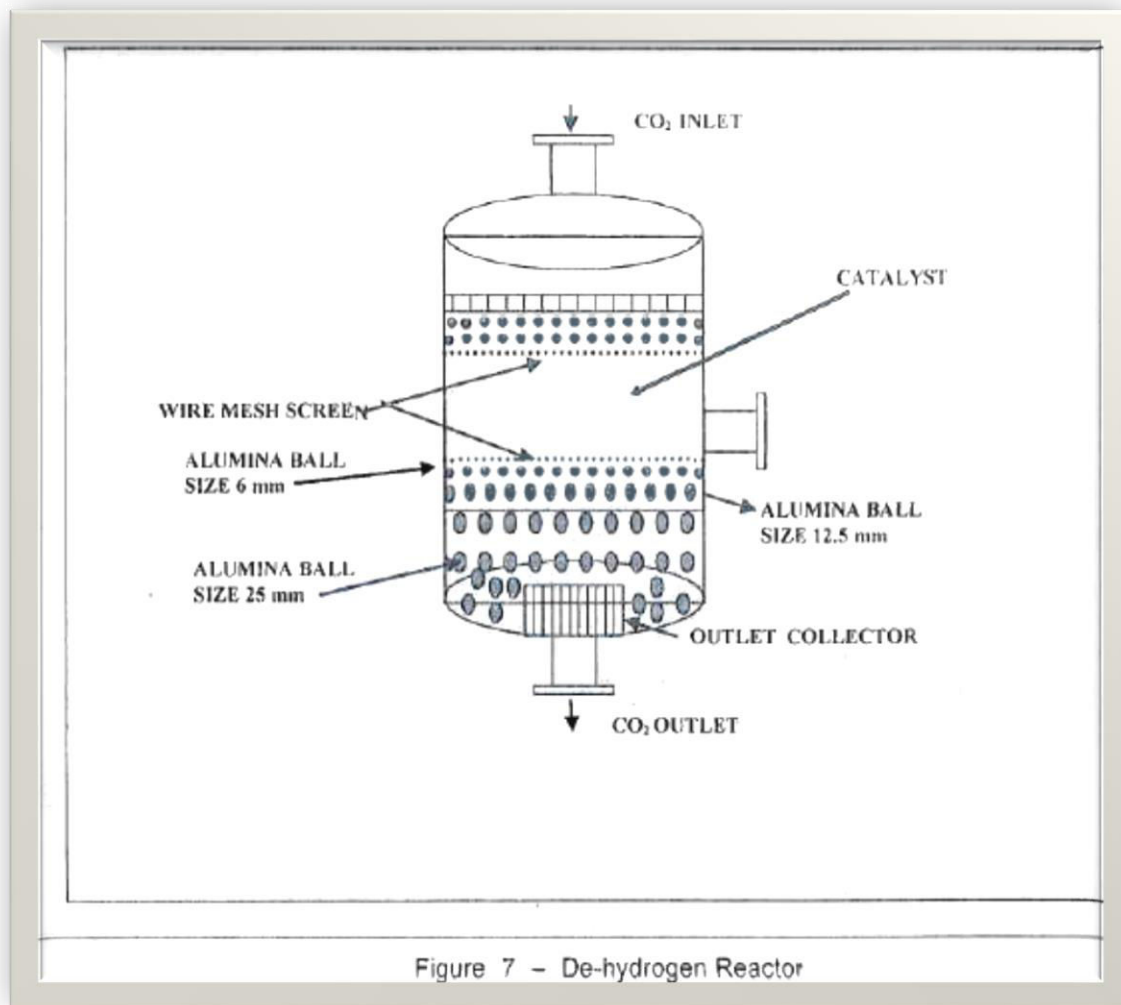 CO₂ INLET
CATALYST
WIRE MESH SCREEN
ALUMINA BALL
SIZE 6 mm
ALUMINA BALL
SIZE 12.5 mm
ALUMINA BALL
SIZE 25 mm
OUTLET COLLECTOR
CO₂ OUTLET
Figure 7 – De-hydrogen Reactor